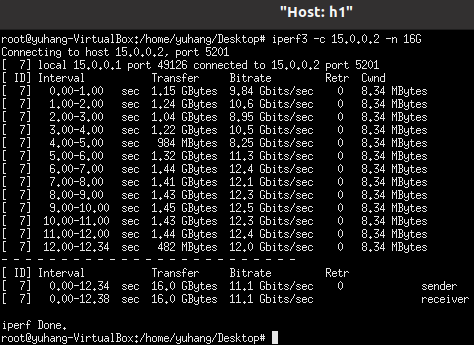 "Host: h1"
root@yuhang-VirtualBox:/home/yuhang/Desktop# iperf3 -c 15.0.0.2 -n 16G
Connecting to host 15.0.0.2, port 5201
[  7] local 15.0.0.1 port 49126 connected to 15.0.0.2 port 5201
[ ID] Interval           Transfer     Bitrate         Retr  Cwnd
[  7]   0.00-1.00   sec  1.15 GBytes  9.84 Gbits/sec    0   8.34 MBytes
[  7]   1.00-2.00   sec  1.24 GBytes  10.6 Gbits/sec    0   8.34 MBytes
[  7]   2.00-3.00   sec  1.04 GBytes  8.95 Gbits/sec    0   8.34 MBytes
[  7]   3.00-4.00   sec  1.22 GBytes  10.5 Gbits/sec    0   8.34 MBytes
[  7]   4.00-5.00   sec   984 MBytes  8.25 Gbits/sec    0   8.34 MBytes
[  7]   5.00-6.00   sec  1.32 GBytes  11.3 Gbits/sec    0   8.34 MBytes
[  7]   6.00-7.00   sec  1.44 GBytes  12.4 Gbits/sec    0   8.34 MBytes
[  7]   7.00-8.00   sec  1.41 GBytes  12.1 Gbits/sec    0   8.34 MBytes
[  7]   8.00-9.00   sec  1.43 GBytes  12.3 Gbits/sec    0   8.34 MBytes
[  7]   9.00-10.00  sec  1.45 GBytes  12.5 Gbits/sec    0   8.34 MBytes
[  7]  10.00-11.00  sec  1.43 GBytes  12.3 Gbits/sec    0   8.34 MBytes
[  7]  11.00-12.00  sec  1.44 GBytes  12.4 Gbits/sec    0   8.34 MBytes
[  7]  12.00-12.34  sec   482 MBytes  12.0 Gbits/sec    0   8.34 MBytes
- - - - - - - - - - - - - - - - - - - - - - - - -
[ ID] Interval           Transfer     Bitrate         Retr
[  7]   0.00-12.34  sec  16.0 GBytes  11.1 Gbits/sec    0             sender
[  7]   0.00-12.38  sec  16.0 GBytes  11.1 Gbits/sec                  receiver
iperf Done.
root@yuhang-VirtualBox:/home/yuhang/Desktop#